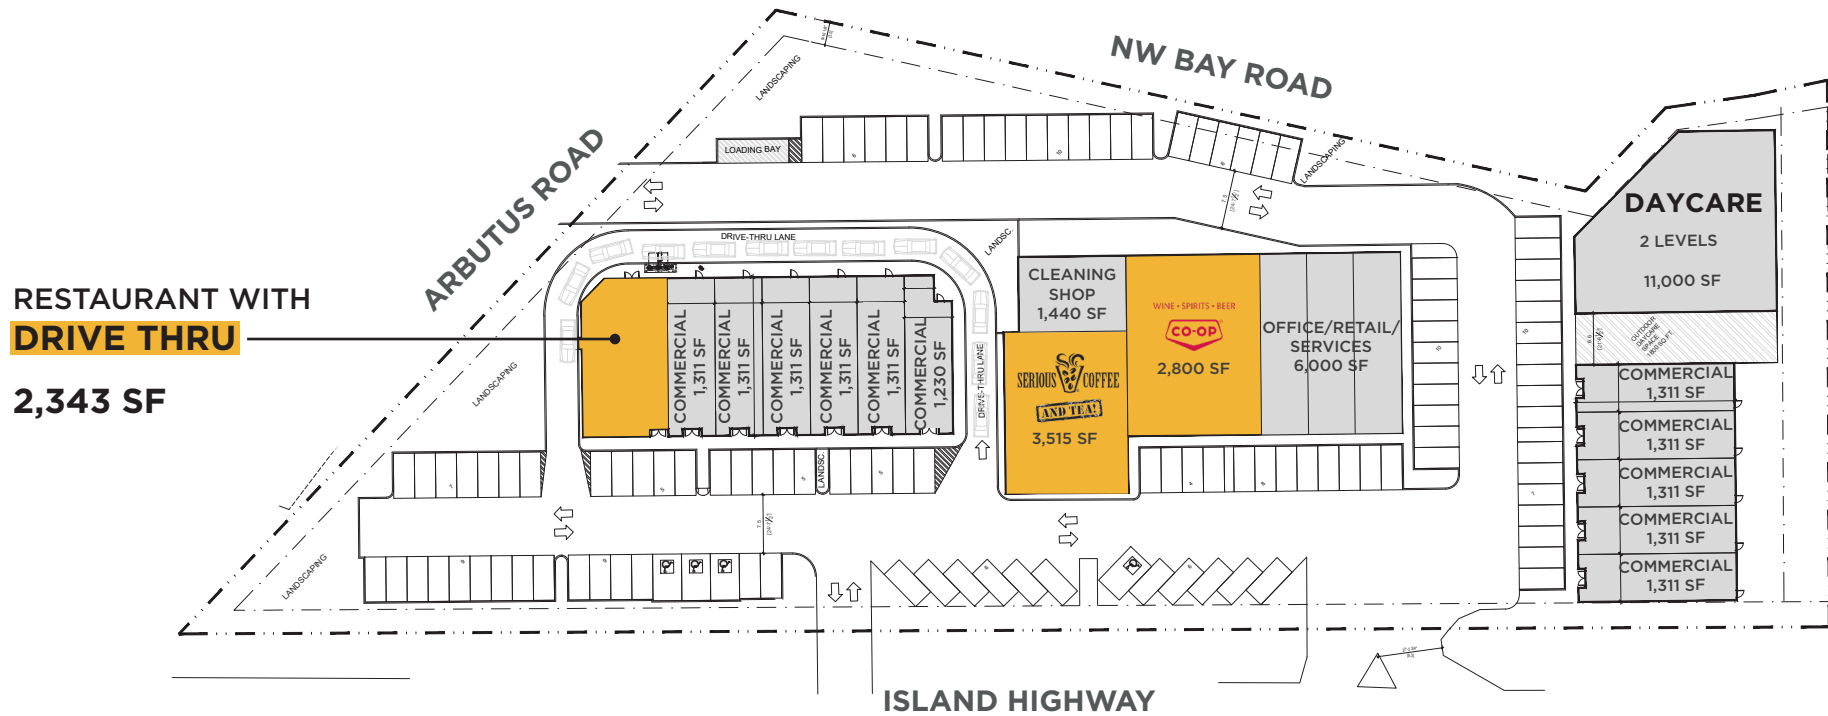 NW BAY ROAD
ARBUTUS ROAD
ISLAND HIGHWAY
RESTAURANT WITH
DRIVE THRU
2,343 SF
LANDSCAPING
LANDSCAPING
LANDSCAPING
LANDSCAPING
LOADING BAY
DRIVE-THRU LANE
LANDSC.
DRIVE-THRU LANE
LANDSC.
COMMERCIAL
1,311 SF
COMMERCIAL
1,311 SF
COMMERCIAL
1,311 SF
COMMERCIAL
1,311 SF
COMMERCIAL
1,311 SF
COMMERCIAL
1,230 SF
CLEANING
SHOP
1,440 SF
SERIOUS COFFEE
AND TEA!
3,515 SF
WINE • SPIRITS • BEER
CO-OP
2,800 SF
OFFICE/RETAIL/
SERVICES
6,000 SF
DAYCARE
2 LEVELS
11,000 SF
OUTDOOR
DAYCARE
SPACE
COMMERCIAL
1,311 SF
COMMERCIAL
1,311 SF
COMMERCIAL
1,311 SF
COMMERCIAL
1,311 SF
COMMERCIAL
1,311 SF